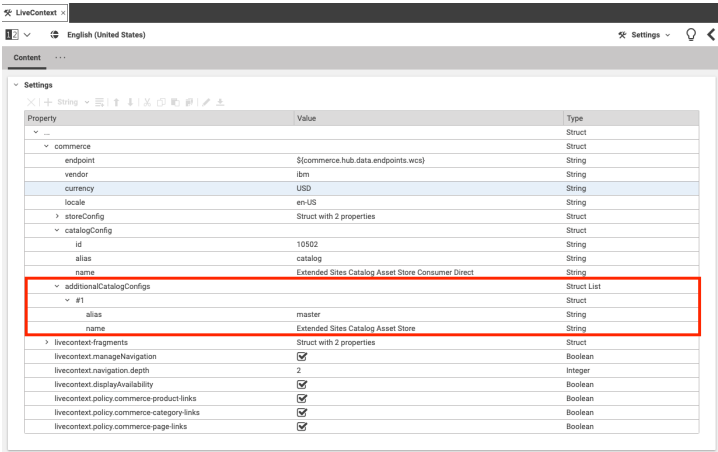 LiveContext ×
1 2 English (United States) Settings
Content ...
Settings
String
Property Value Type
... Struct
commerce Struct
endpoint ${commerce.hub.data.endpoints.wcs} String
vendor ibm String
currency USD String
locale en-US String
storeConfig Struct with 2 properties Struct
catalogConfig Struct
id 10502 String
alias catalog String
name Extended Sites Catalog Asset Store Consumer Direct String
additionalCatalogConfigs Struct List
#1 Struct
alias master String
name Extended Sites Catalog Asset Store String
livecontext-fragments Struct with 2 properties Struct
livecontext.manageNavigation Boolean
livecontext.navigation.depth 2 Integer
livecontext.displayAvailability Boolean
livecontext.policy.commerce-product-links Boolean
livecontext.policy.commerce-category-links Boolean
livecontext.policy.commerce-page-links Boolean